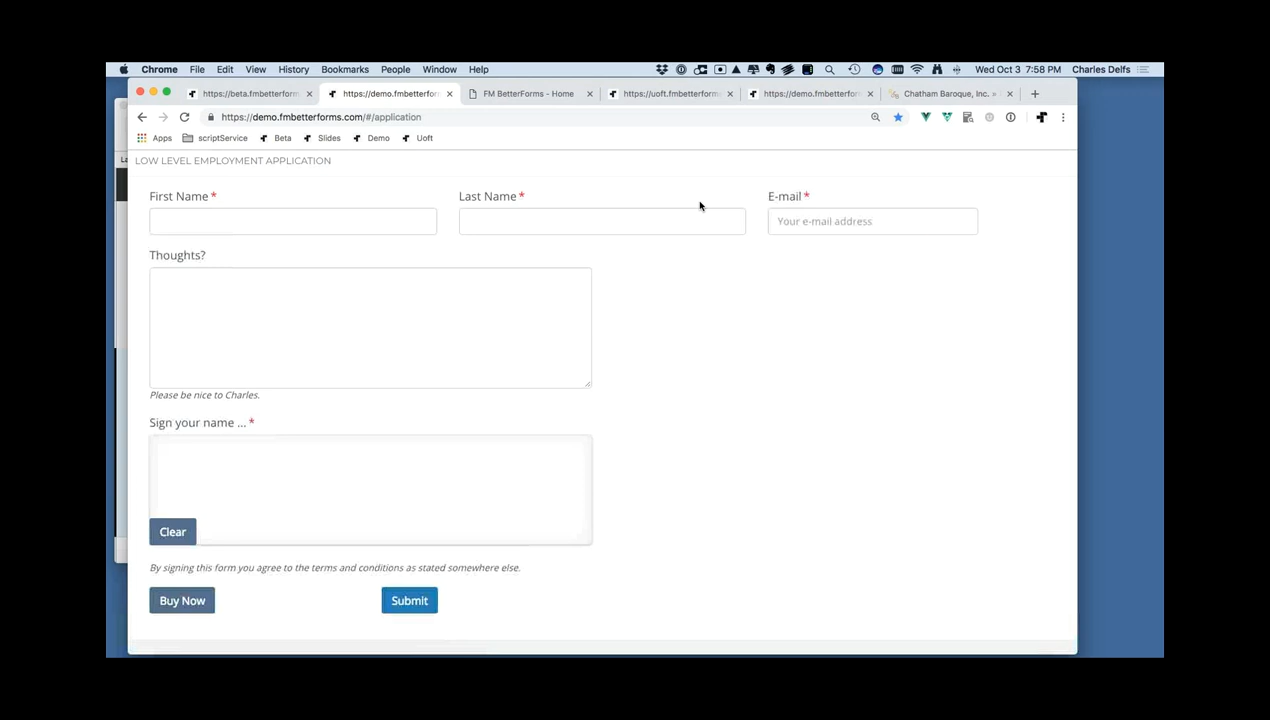 Chrome File Edit View History Bookmarks People Window Help Wed Oct 3 7:58 PM Charles Delfs
https://beta.fmbetterform https://demo.fmbetterfor FM BetterForms - Home https://uoft.fmbetterforms https://demo.fmbetterform Chatham Baroque, Inc. »
https://demo.fmbetterforms.com/#/application
Apps scriptService Beta Slides Demo Uoft
LOW LEVEL EMPLOYMENT APPLICATION
First Name * Last Name * E-mail *
Your e-mail address
Thoughts?
Please be nice to Charles.
Sign your name ... *
Clear
By signing this form you agree to the terms and conditions as stated somewhere else.
Buy Now Submit